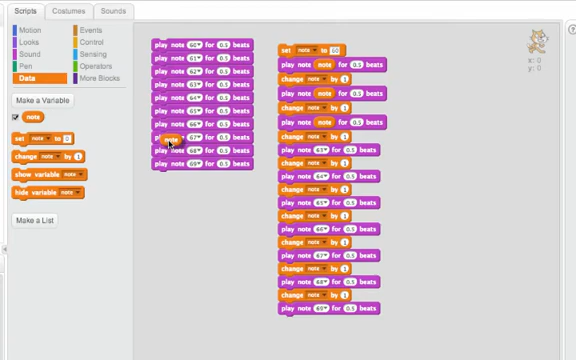 Scripts Costumes Sounds
Motion Events
Looks Control
Sound Sensing
Pen Operators
Data More Blocks
Make a Variable
note
set note to 0
change note by 1
show variable note
hide variable note
Make a List
play note 60 for 0.5 beats
play note 61 for 0.5 beats
play note 62 for 0.5 beats
play note 63 for 0.5 beats
play note 64 for 0.5 beats
play note 65 for 0.5 beats
play note 66 for 0.5 beats
note 67 for 0.5 beats
play note 68 for 0.5 beats
play note 69 for 0.5 beats
note
set note to
play note note for 0.5 beats
change note by 1
play note note for 0.5 beats
change note by 1
play note note for 0.5 beats
change note by 1
play note 63 for 0.5 beats
change note by 1
play note 64 for 0.5 beats
change note by 1
play note 65 for 0.5 beats
change note by 1
play note 66 for 0.5 beats
change note by 1
play note 67 for 0.5 beats
change note by 1
play note 68 for 0.5 beats
change note by 1
play note 69 for 0.5 beats
x: 0
y: 0
?